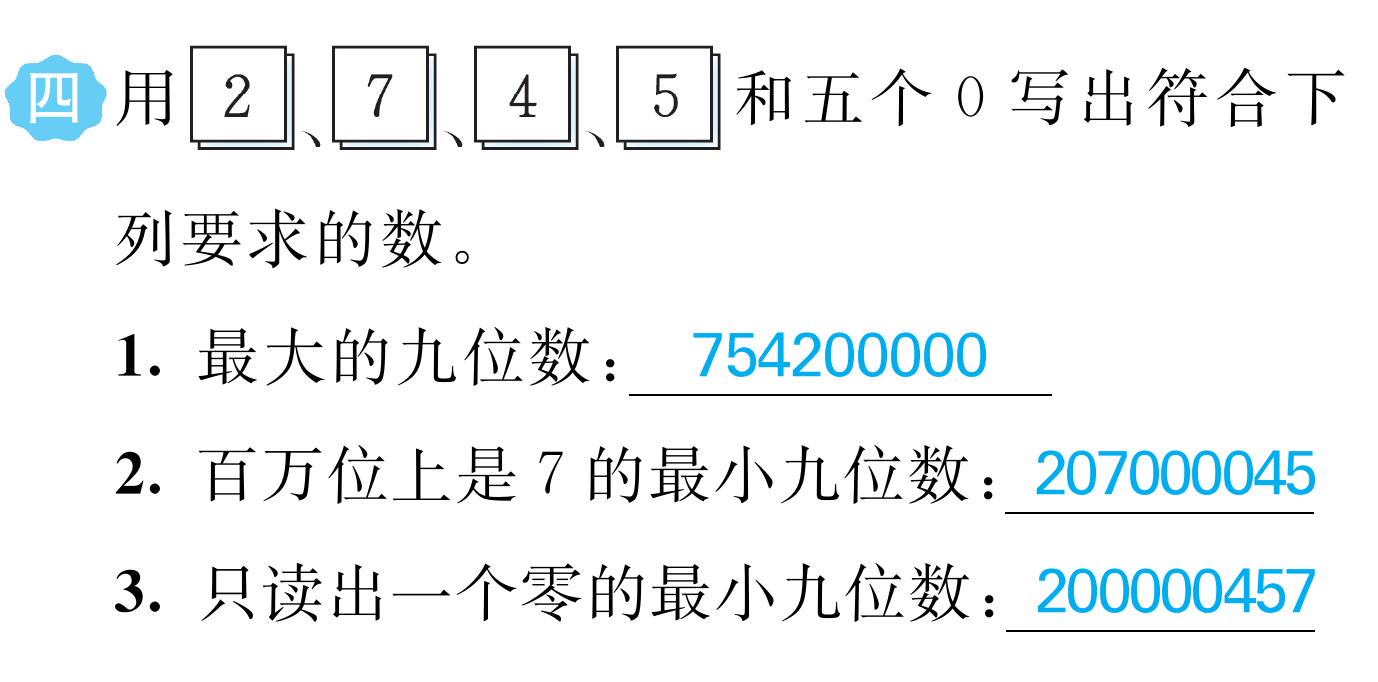 四 用 2、7、4、5 和五个 0 写出符合下
列要求的数。
1. 最大的九位数：754200000
2. 百万位上是 7 的最小九位数：207000045
3. 只读出一个零的最小九位数：200000457